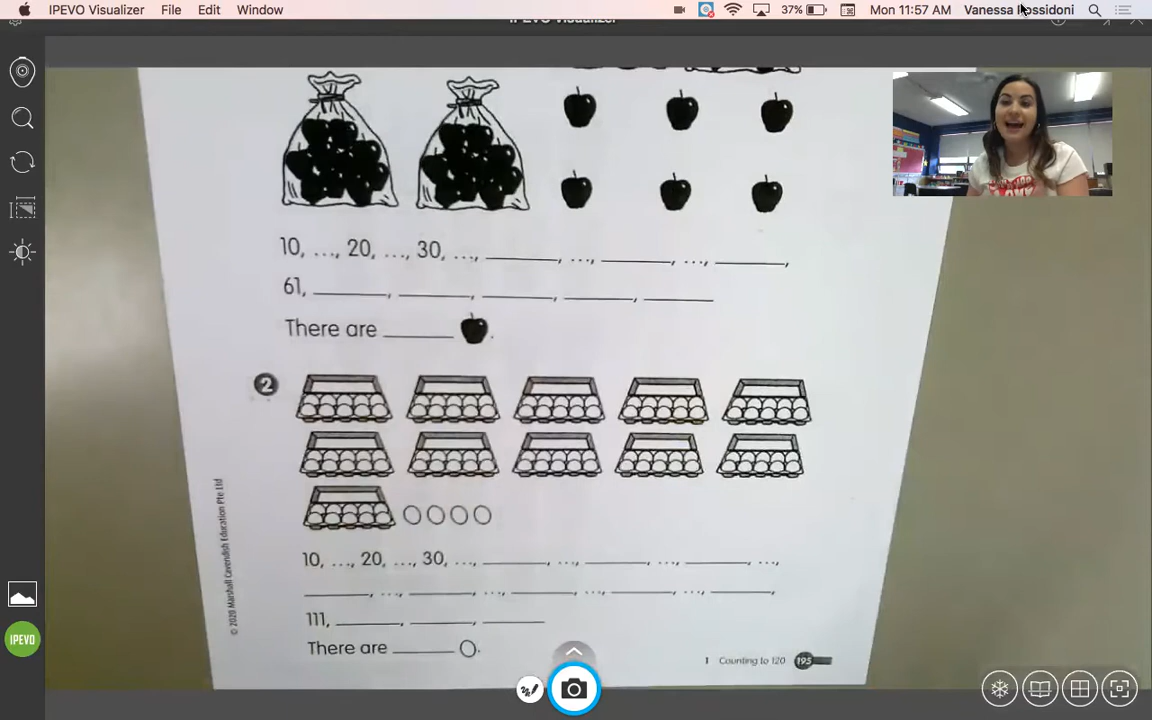 IPEVO Visualizer File Edit Window 37% Mon 11:57 AM Vanessa
IPEVO Visualizer
10, ..., 20, ..., 30, ..., ______, ..., ______, ..., ______,
61, ______, ______, ______, ______, ______
There are ______ .
2
10, ..., 20, ..., 30, ..., ______, ..., ______, ..., ______, ...,
______, ..., ______, ..., ______, ..., ______, ..., ______,
111, ______, ______, ______
There are ______ .
© 2020 Marshall Cavendish Education Pte Ltd
1 Counting to 120 195
IPEVO